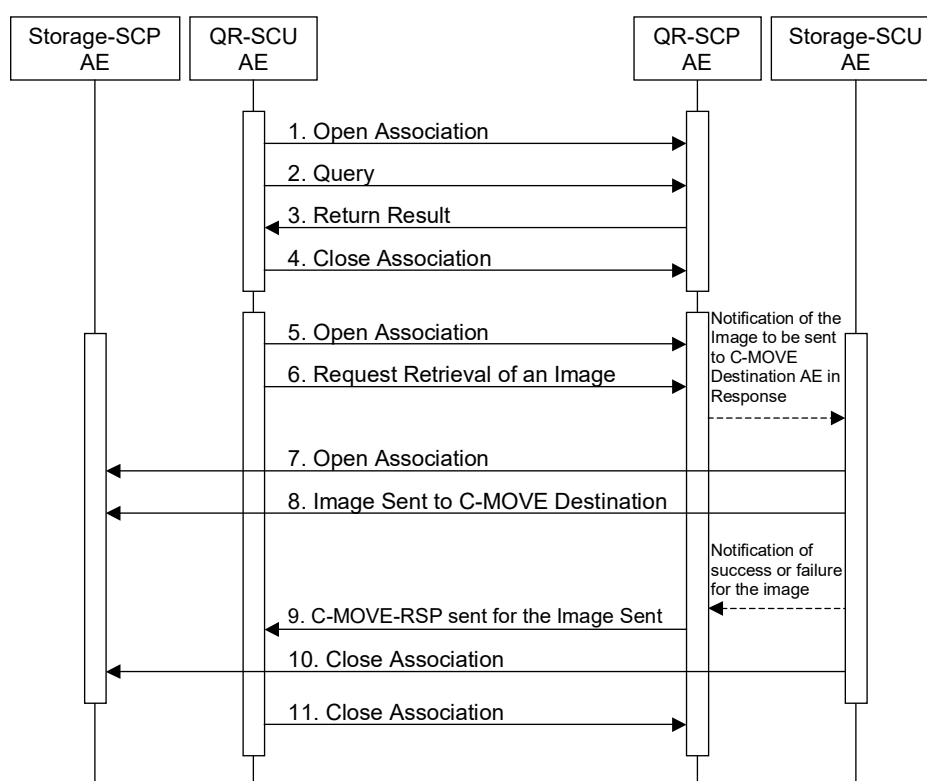 Storage-SCP
AE
QR-SCU
AE
QR-SCP
AE
Storage-SCU
AE
1. Open Association
2. Query
3. Return Result
4. Close Association
5. Open Association
Notification of the
Image to be sent
to C-MOVE
Destination AE in
Response
6. Request Retrieval of an Image
7. Open Association
8. Image Sent to C-MOVE Destination
Notification of
success or failure
for the image
9. C-MOVE-RSP sent for the Image Sent
10. Close Association
11. Close Association